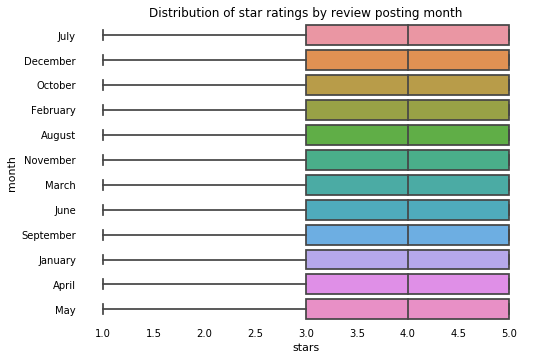 Distribution of star ratings by review posting month
month
July
December
October
February
August
November
March
June
September
January
April
May
1.0 1.5 2.0 2.5 3.0 3.5 4.0 4.5 5.0
stars